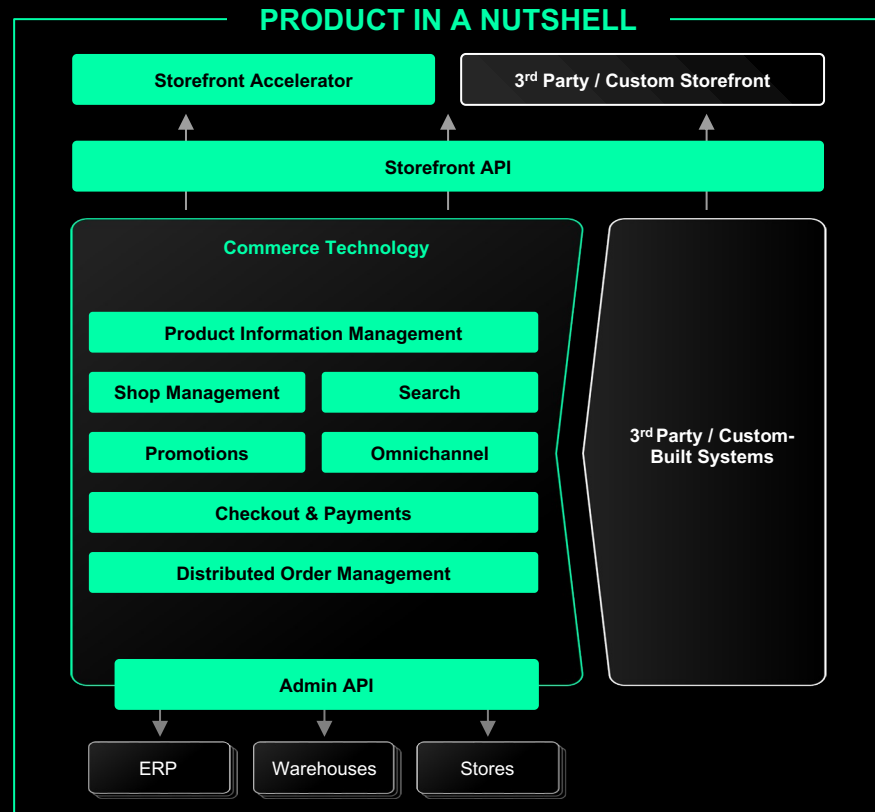 PRODUCT IN A NUTSHELL
Storefront Accelerator
3rd Party / Custom Storefront
Storefront API
Commerce Technology
Product Information Management
Shop Management
Search
Promotions
Omnichannel
Checkout & Payments
Distributed Order Management
3rd Party / Custom-
Built Systems
Admin API
ERP
Warehouses
Stores